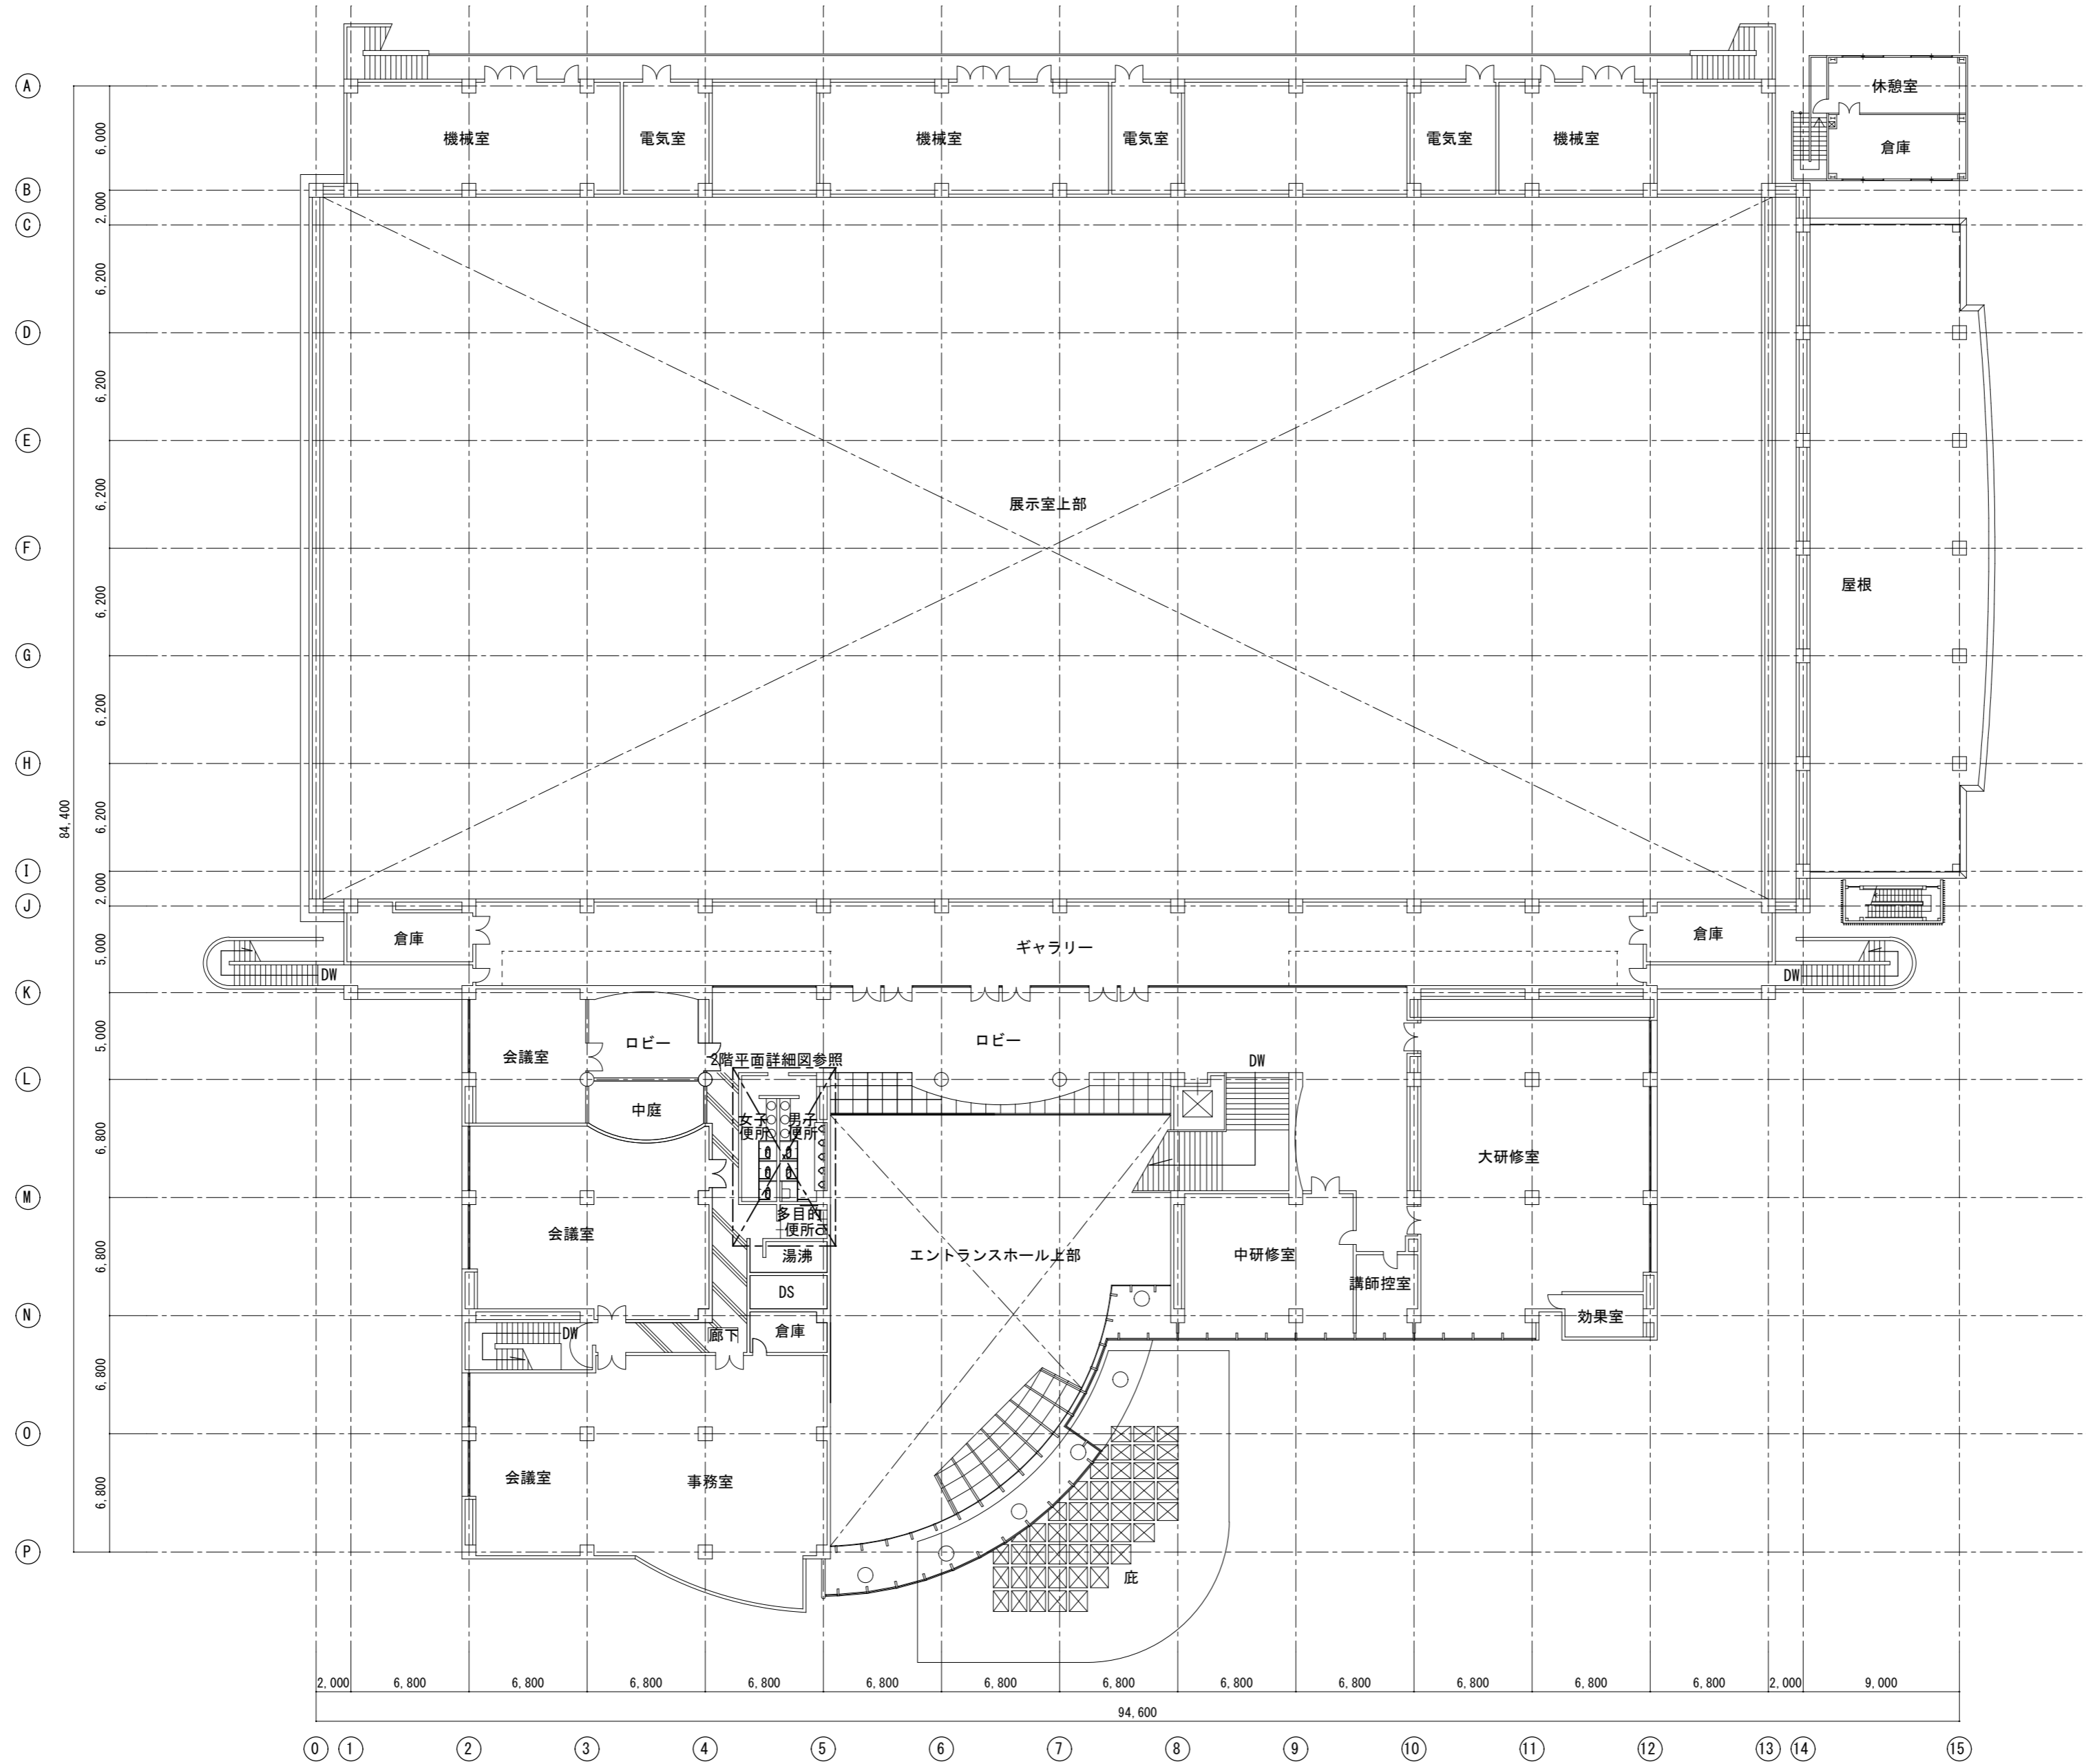 A
休憩室
6,000
機械室
電気室
機械室
電気室
電気室
機械室
倉庫
B
2,000
C
6,200
D
6,200
E
6,200
展示室上部
F
屋根
6,200
G
6,200
H
6,200
84,400
I
2,000
J
倉庫
ギャラリー
倉庫
5,000
DW
DW
K
5,000
会議室
ロビー
ロビー
2階平面詳細図参照
DW
L
中庭
女子
便所
男子
便所
6,800
大研修室
M
多目的
便所
会議室
エントランスホール上部
中研修室
6,800
湯沸
講師控室
DS
N
DW
廊下
倉庫
効果室
6,800
O
会議室
事務室
6,800
P
庇
2,000
6,800
6,800
6,800
6,800
6,800
6,800
6,800
6,800
6,800
6,800
6,800
6,800
2,000
9,000
94,600
0
1
2
3
4
5
6
7
8
9
10
11
12
13
14
15